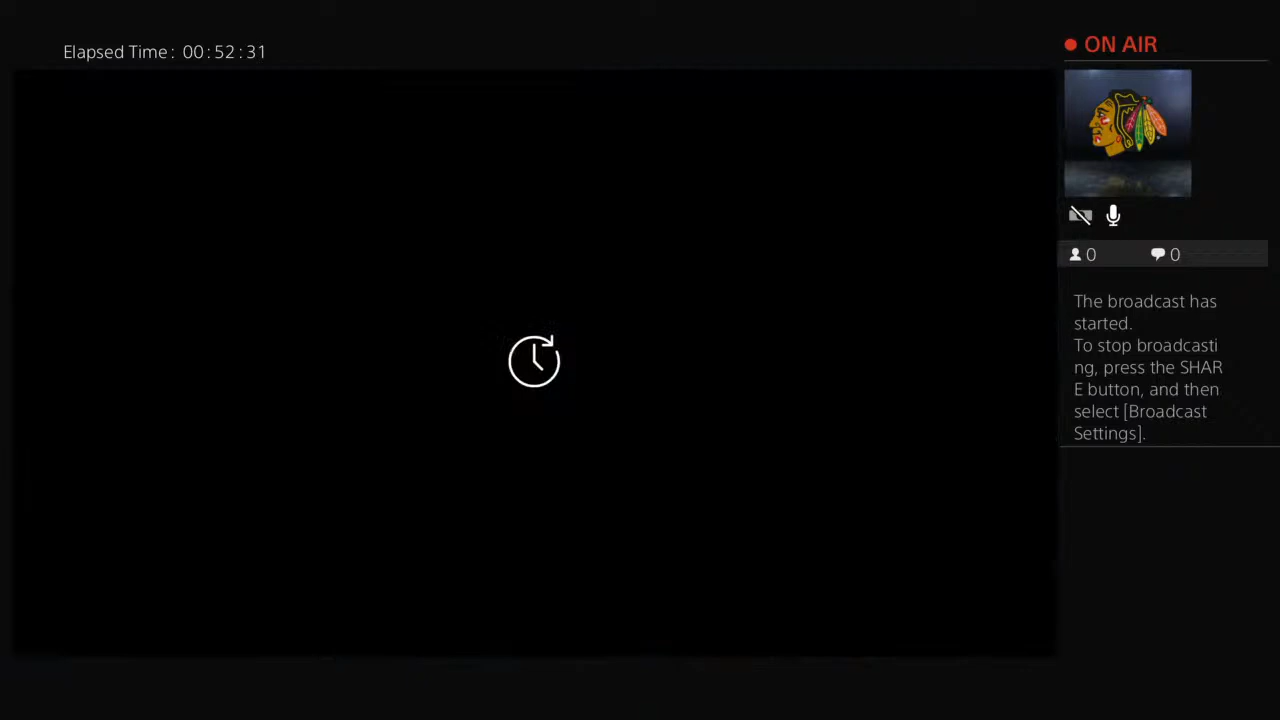 Elapsed Time: 00:52:31
ON AIR
0 0
The broadcast has
started.
To stop broadcasti
ng, press the SHAR
E button, and then
select [Broadcast
Settings].